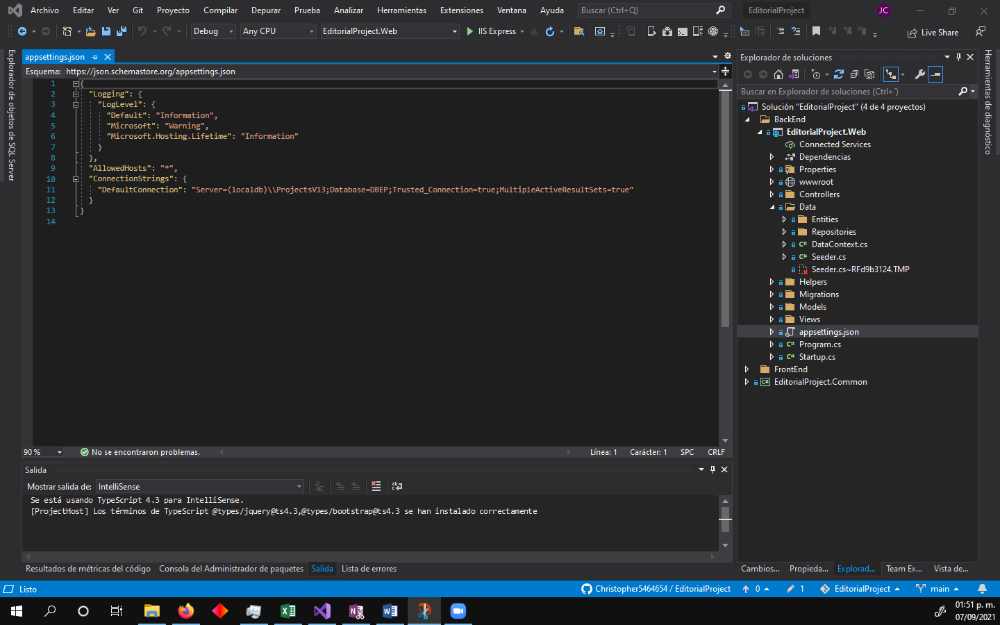 Archivo Editar Ver Git Proyecto Compilar Depurar Prueba Analizar Herramientas Extensiones Ventana Ayuda Buscar (Ctrl+Q) EditorialProject JC
Debug Any CPU EditorialProject.Web IIS Express Live Share
Explorador de objetos de SQL Server
appsettings.json
Esquema: https://json.schemastore.org/appsettings.json
1 {
2 "Logging": {
3 "LogLevel": {
4 "Default": "Information",
5 "Microsoft": "Warning",
6 "Microsoft.Hosting.Lifetime": "Information"
7 }
8 },
9 "AllowedHosts": "*",
10 "ConnectionStrings": {
11 "DefaultConnection": "Server=(localdb)\\ProjectsV13;Database=DBEP;Trusted_Connection=true;MultipleActiveResultSets=true"
12 }
13 }
14
90 % No se encontraron problemas. Línea: 1 Carácter: 1 SPC CRLF
Salida
Mostrar salida de: IntelliSense
Se está usando TypeScript 4.3 para IntelliSense.
[ProjectHost] Los términos de TypeScript @types/jquery@ts4.3,@types/bootstrap@ts4.3 se han instalado correctamente
Resultados de métricas del código Consola del Administrador de paquetes Salida Lista de errores
Explorador de soluciones
Buscar en Explorador de soluciones (Ctrl+´)
Solución "EditorialProject" (4 de 4 proyectos)
BackEnd
EditorialProject.Web
Connected Services
Dependencias
Properties
wwwroot
Controllers
Data
Entities
Repositories
C# DataContext.cs
C# Seeder.cs
Seeder.cs~RFd9b3124.TMP
Helpers
Migrations
Models
Views
appsettings.json
C# Program.cs
C# Startup.cs
FrontEnd
C# EditorialProject.Common
Cambios... Propieda... Explorad... Team Ex... Vista de...
Herramientas de diagnóstico
Listo Christopher5464654 / EditorialProject 0 1 EditorialProject main
01:51 p. m.
07/09/2021